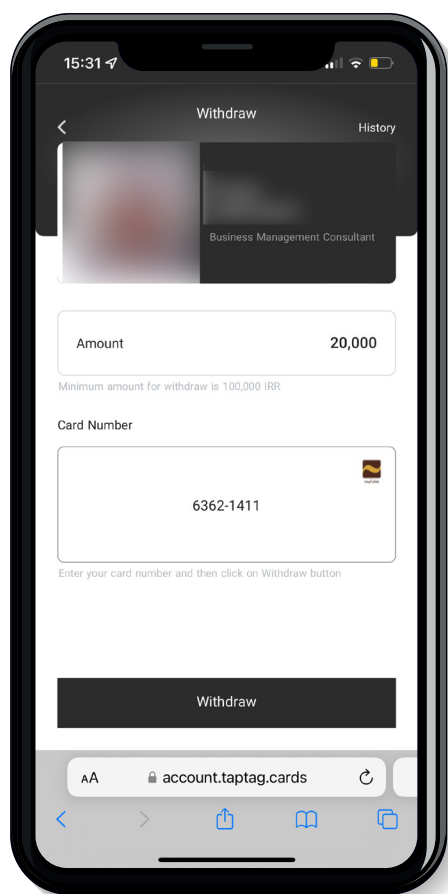 15:31
Withdraw
History
Business Management Consultant
Amount 20,000
Minimum amount for withdraw is 100,000 IRR
Card Number
6362-1411
Enter your card number and then click on Withdraw button
Withdraw
AA account.taptag.cards